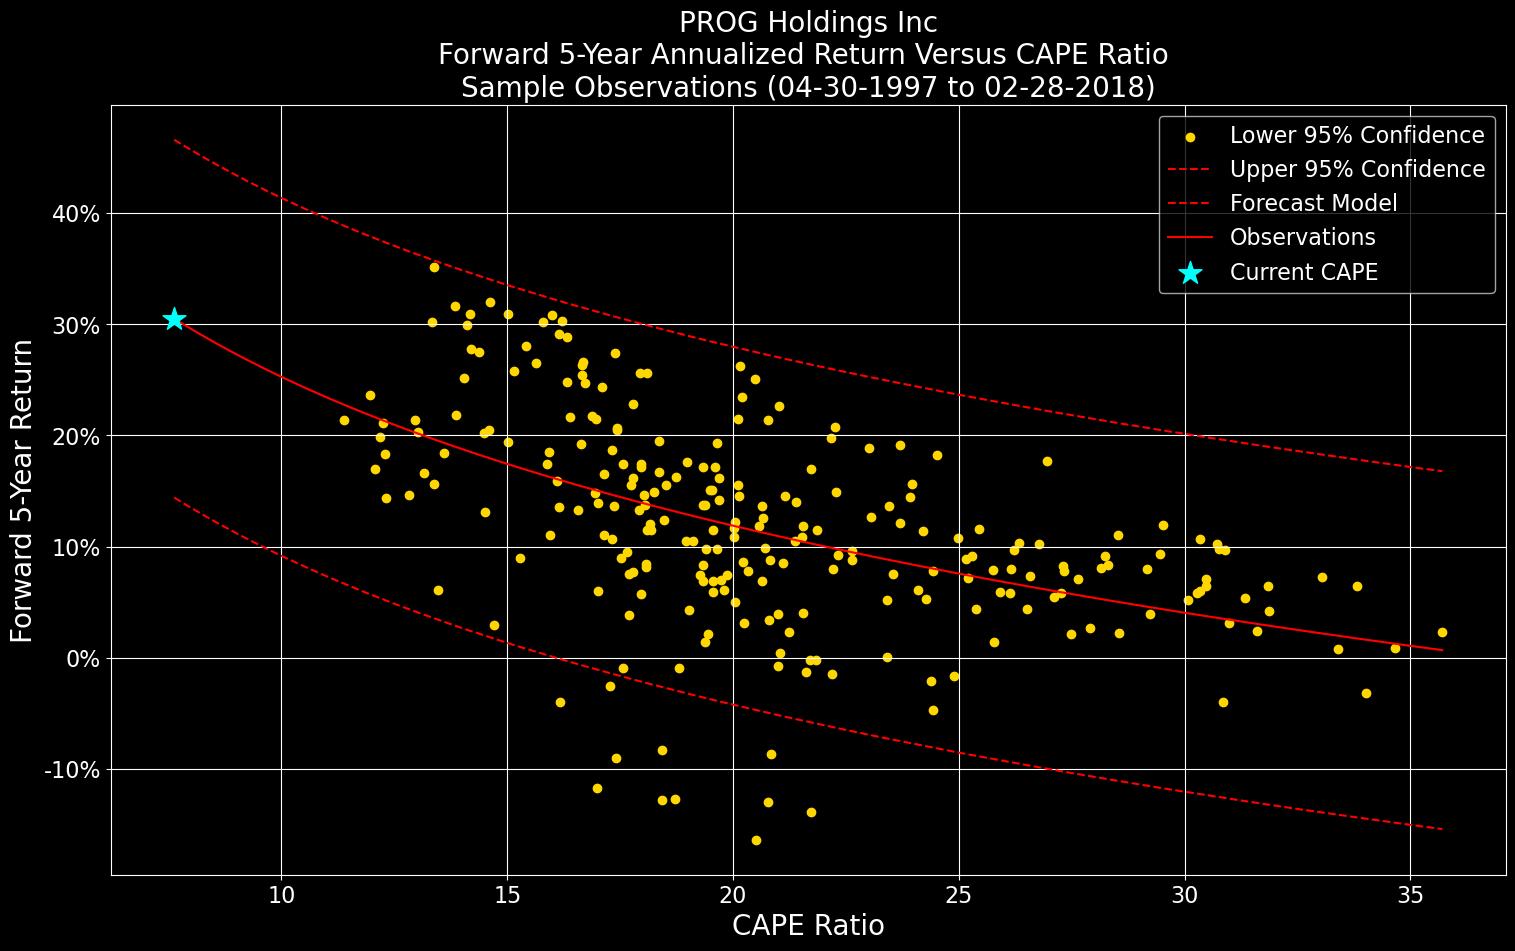 PROG Holdings Inc
Forward 5-Year Annualized Return Versus CAPE Ratio
Sample Observations (04-30-1997 to 02-28-2018)
Lower 95% Confidence
Upper 95% Confidence
Forecast Model
Observations
Current CAPE
Forward 5-Year Return
40%
30%
20%
10%
0%
-10%
10 15 20 25 30 35
CAPE Ratio